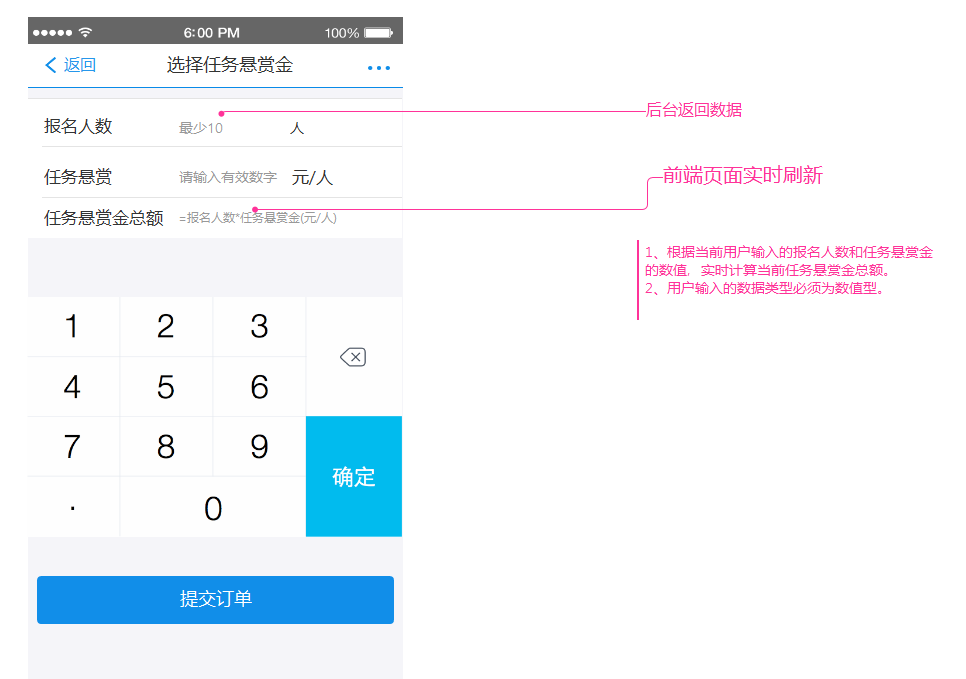 6:00 PM 100%
返回 选择任务悬赏金
报名人数 最少10 人
后台返回数据
任务悬赏 请输入有效数字 元/人
前端页面实时刷新
任务悬赏金总额 =报名人数*任务悬赏金(元/人)
1、根据当前用户输入的报名人数和任务悬赏金
的数值，实时计算当前任务悬赏金总额。
2、用户输入的数据类型必须为数值型。
1 2 3
4 5 6
7 8 9
确定
. 0
提交订单